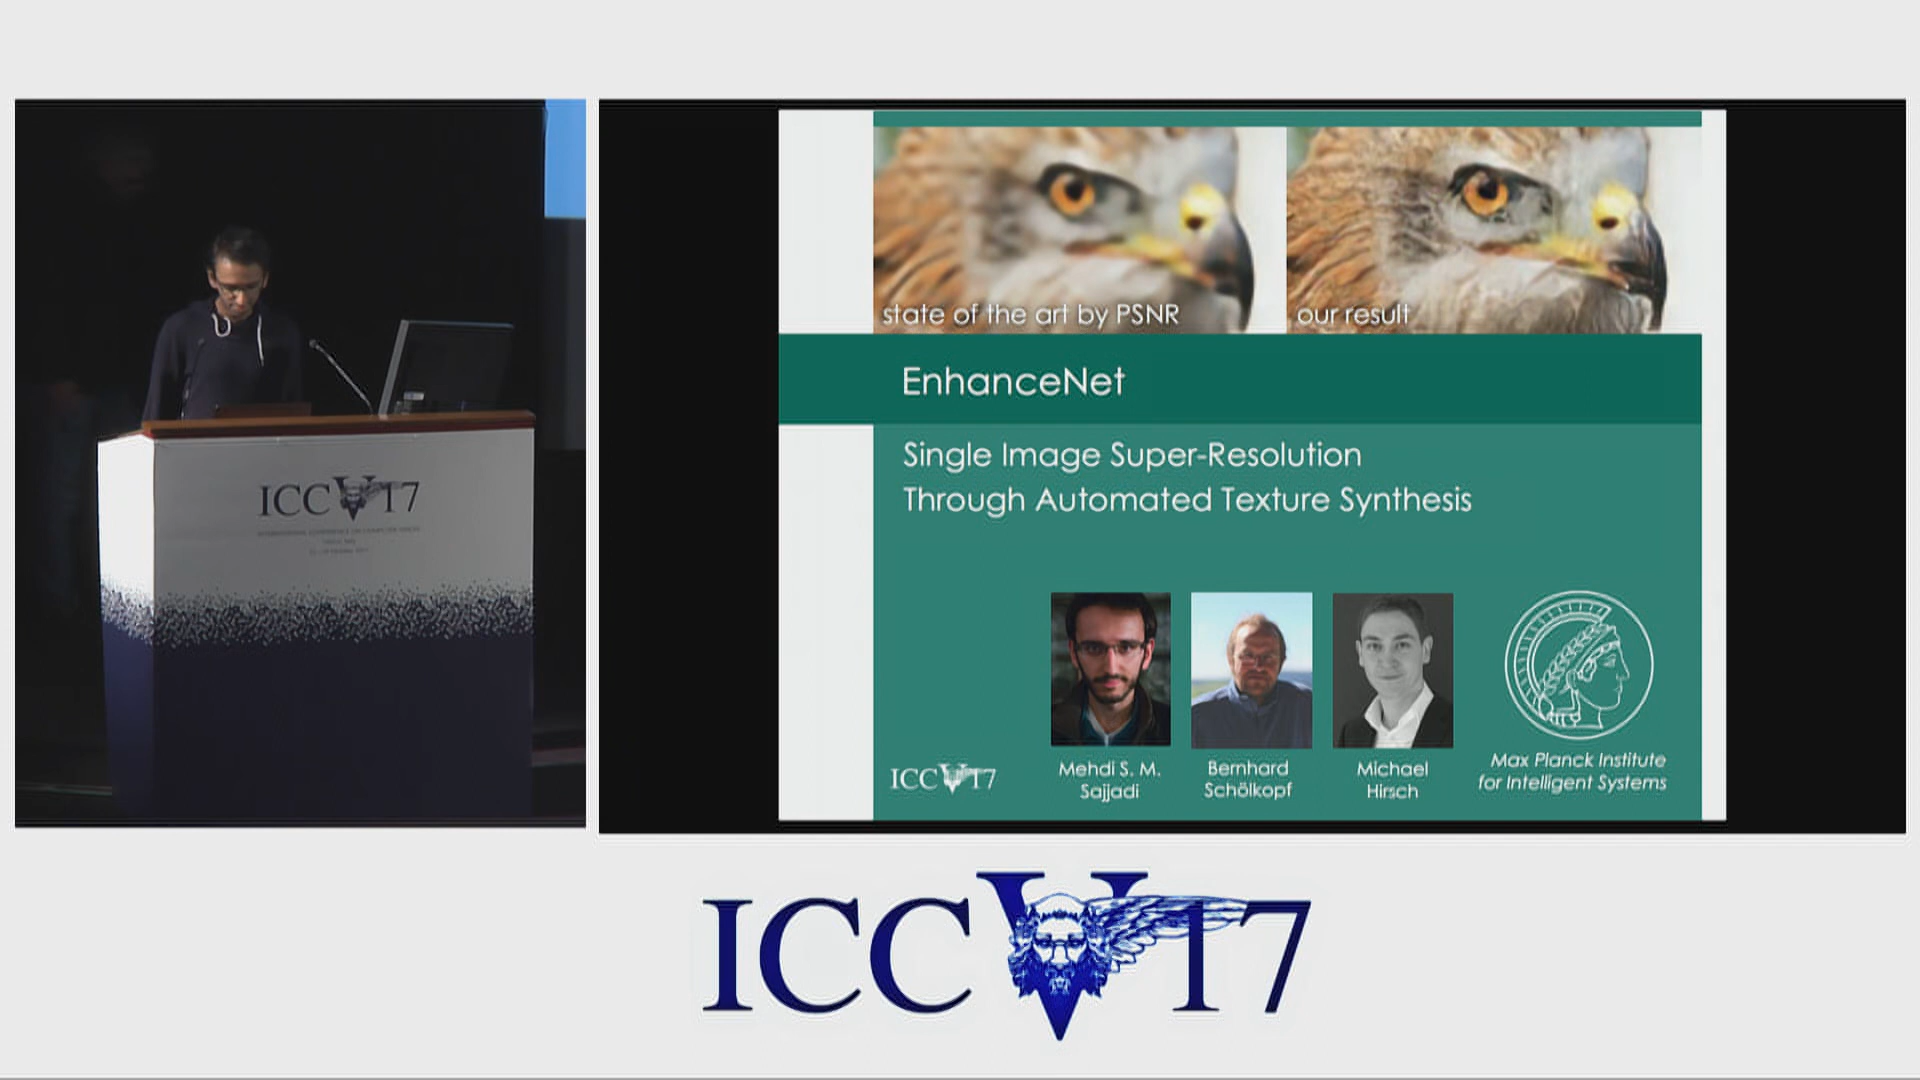 state of the art by PSNR
our result
EnhanceNet
Single Image Super-Resolution
Through Automated Texture Synthesis
Mehdi S. M.
Sajjadi
Bernhard
Schölkopf
Michael
Hirsch
Max Planck Institute
for Intelligent Systems
ICCV17
ICCV17
ICCV17